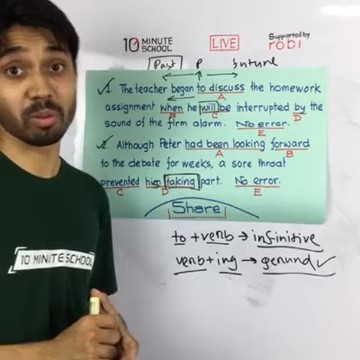 10 MINUTE SCHOOL
LIVE
Supported by
robi
Past P future
1. The teacher began to discuss the homework
A
assignment when he will be interrupted by the
B C D
sound of the firm alarm. No error.
E
2. Although Peter had been looking forward
A B
to the debate for weeks, a sore throat
prevented him taking part. No error.
C D E
Share
to + verb → infinitive
verb + ing → gerund ✓
10 MINUTE SCHOOL